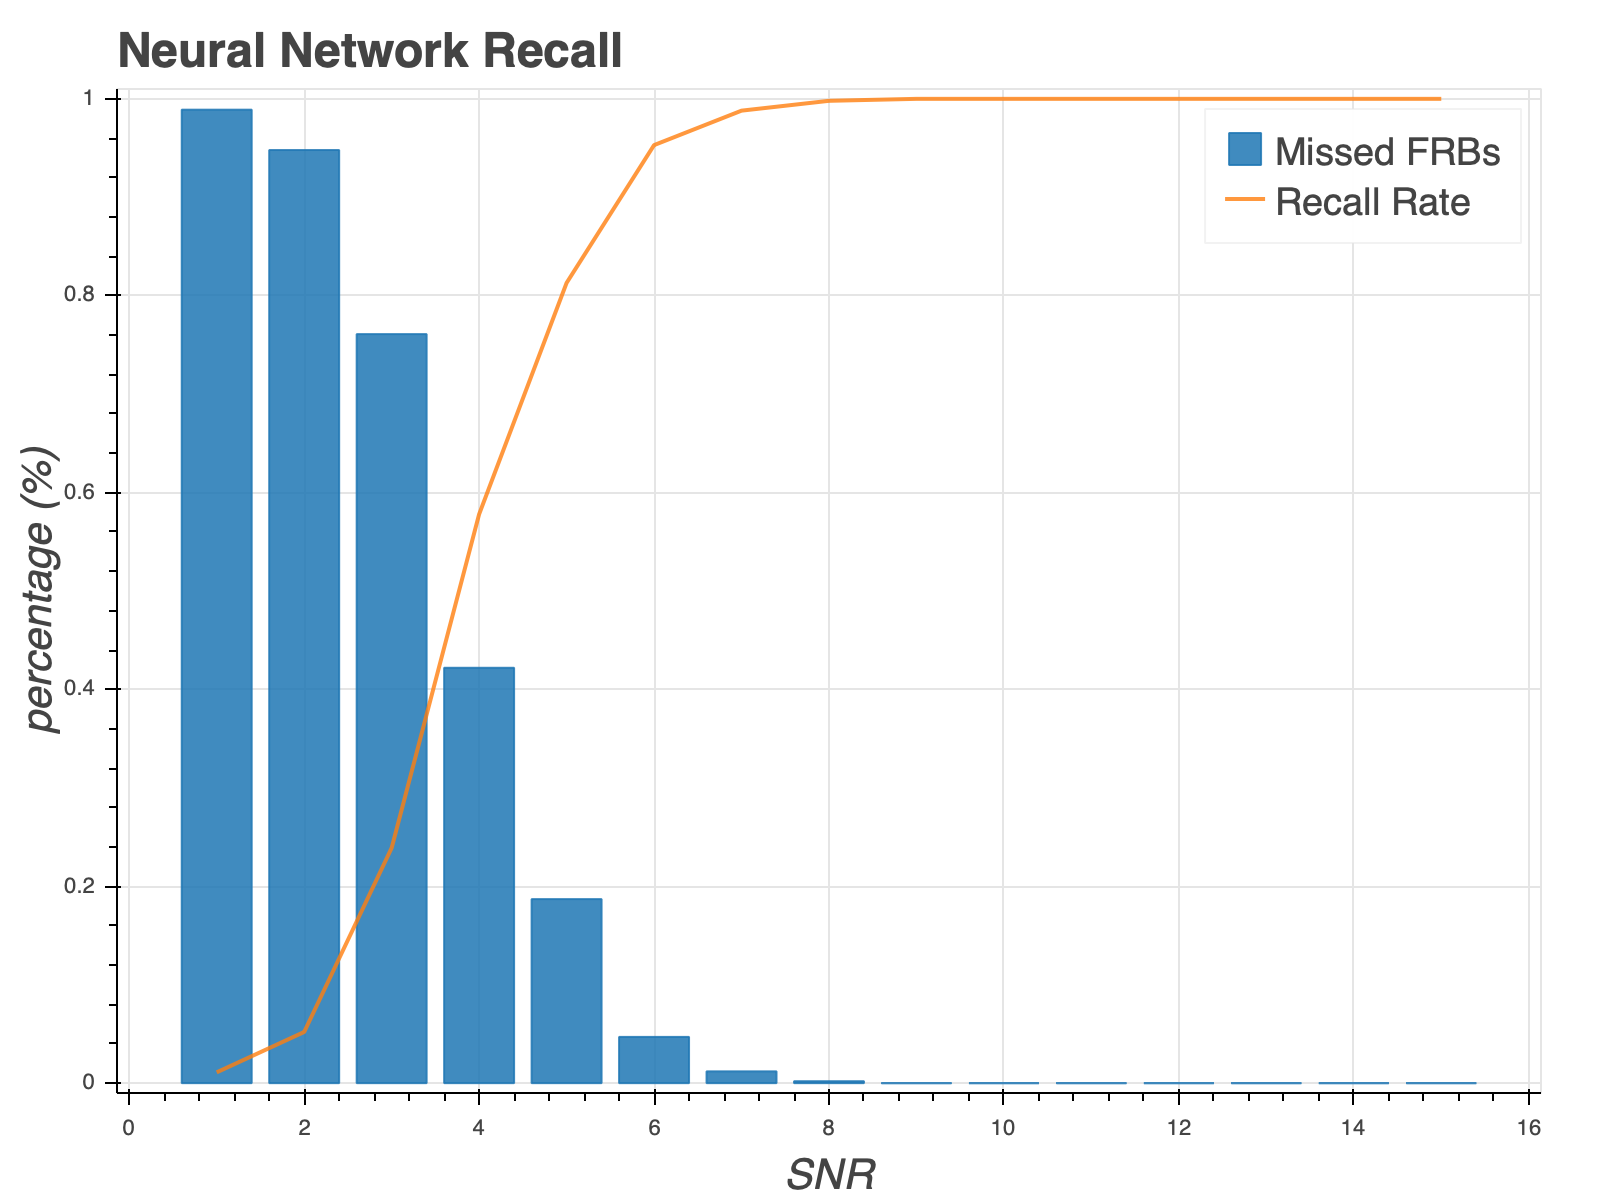 Neural Network Recall
1
0.8
0.6
0.4
0.2
0
percentage (%)
Missed FRBs
Recall Rate
0 2 4 6 8 10 12 14 16
SNR